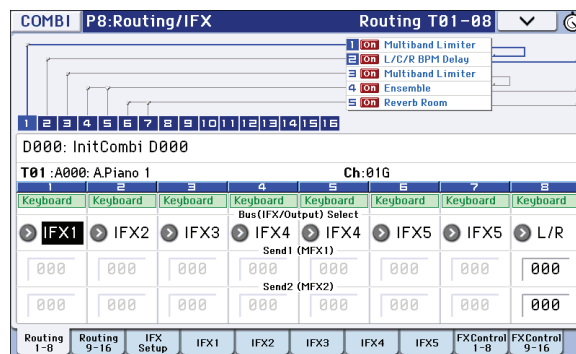 COMBI P8:Routing/IFX Routing T01-08
1 On Multiband Limiter
2 On L/C/R BPM Delay
3 On Multiband Limiter
4 On Ensemble
5 On Reverb Room
1 2 3 4 5 6 7 8 9 10 11 12 13 14 15 16
D000: InitCombi D000
T01 :A000: A.Piano 1 Ch:01G
1 2 3 4 5 6 7 8
Keyboard Keyboard Keyboard Keyboard Keyboard Keyboard Keyboard Keyboard
Bus(IFX/Output) Select
IFX1 IFX2 IFX3 IFX4 IFX4 IFX5 IFX5 L/R
Send1 (MFX1)
000 000 000 000 000 000 000 000
Send2 (MFX2)
000 000 000 000 000 000 000 000
Routing 1-8 Routing 9-16 IFX Setup IFX1 IFX2 IFX3 IFX4 IFX5 FXControl 1-8 FXControl 9-16